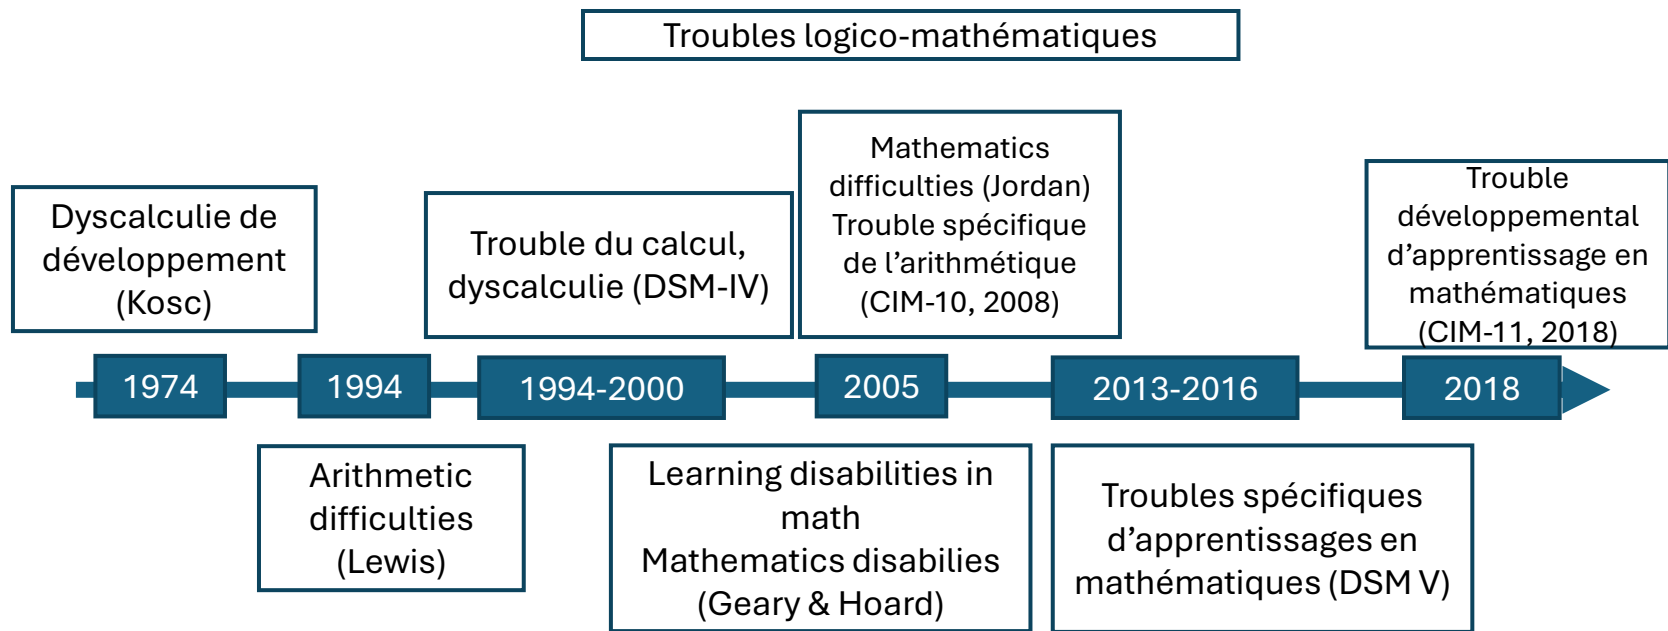 Troubles logico-mathématiques
Dyscalculie de
développement
(Kosc)
Trouble du calcul,
dyscalculie (DSM-IV)
Mathematics
difficulties (Jordan)
Trouble spécifique
de l’arithmétique
(CIM-10, 2008)
Trouble
développemental
d’apprentissage en
mathématiques
(CIM-11, 2018)
1974
1994
1994-2000
2005
2013-2016
2018
Arithmetic
difficulties
(Lewis)
Learning disabilities in
math
Mathematics disabilies
(Geary & Hoard)
Troubles spécifiques
d’apprentissages en
mathématiques (DSM V)